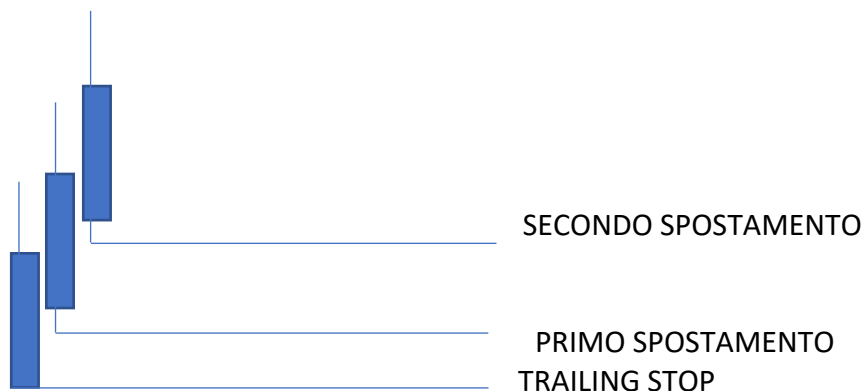 SECONDO SPOSTAMENTO
PRIMO SPOSTAMENTO
TRAILING STOP